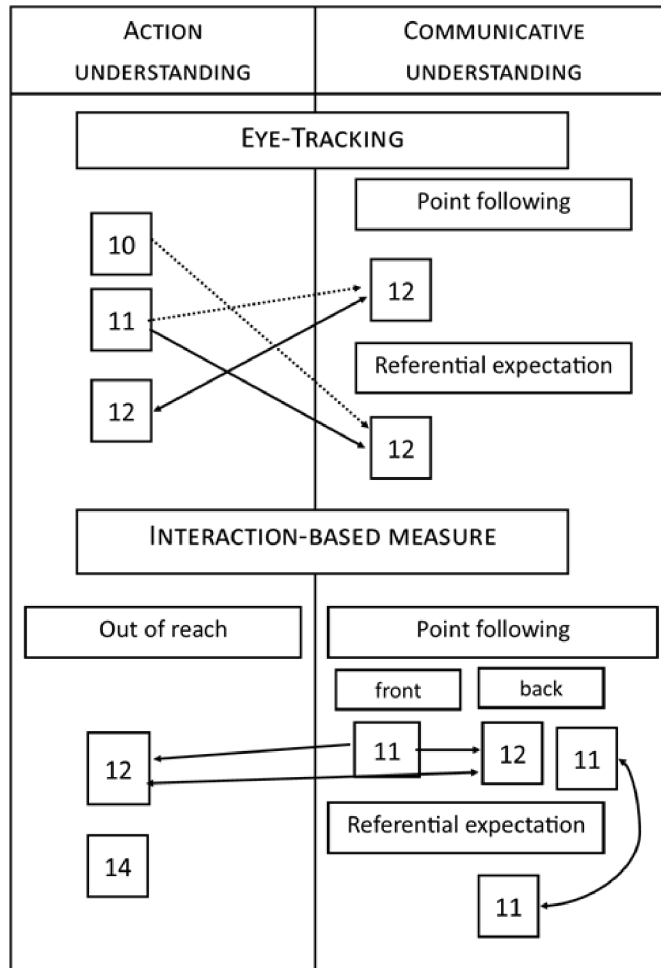 ACTION
UNDERSTANDING
COMMUNICATIVE
UNDERSTANDING
EYE-TRACKING
Point following
10
12
11
Referential expectation
12
12
INTERACTION-BASED MEASURE
Out of reach
Point following
front
back
12
11
12
11
Referential expectation
14
11